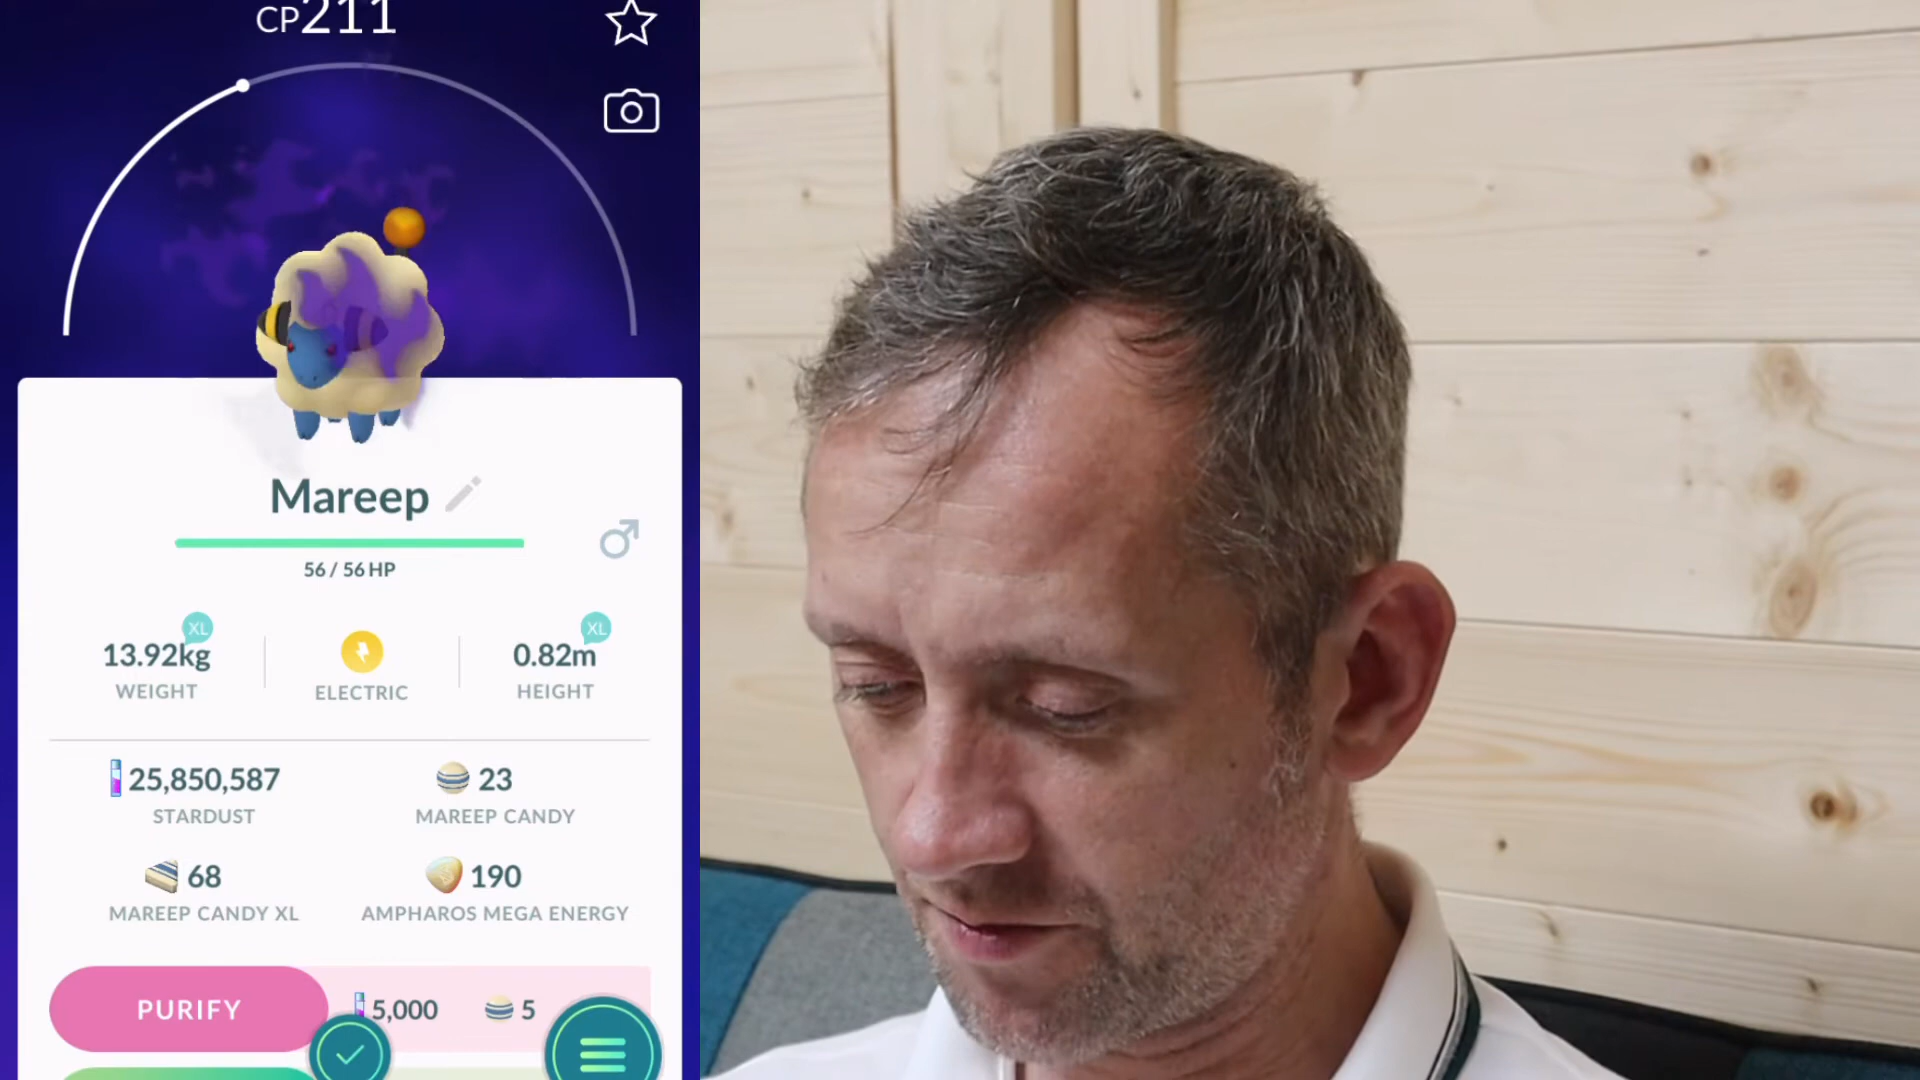 CP211
Mareep
56 / 56 HP
XL
XL
13.92kg
0.82m
WEIGHT
ELECTRIC
HEIGHT
25,850,587
23
STARDUST
MAREEP CANDY
68
190
MAREEP CANDY XL
AMPHAROS MEGA ENERGY
PURIFY
5,000
5